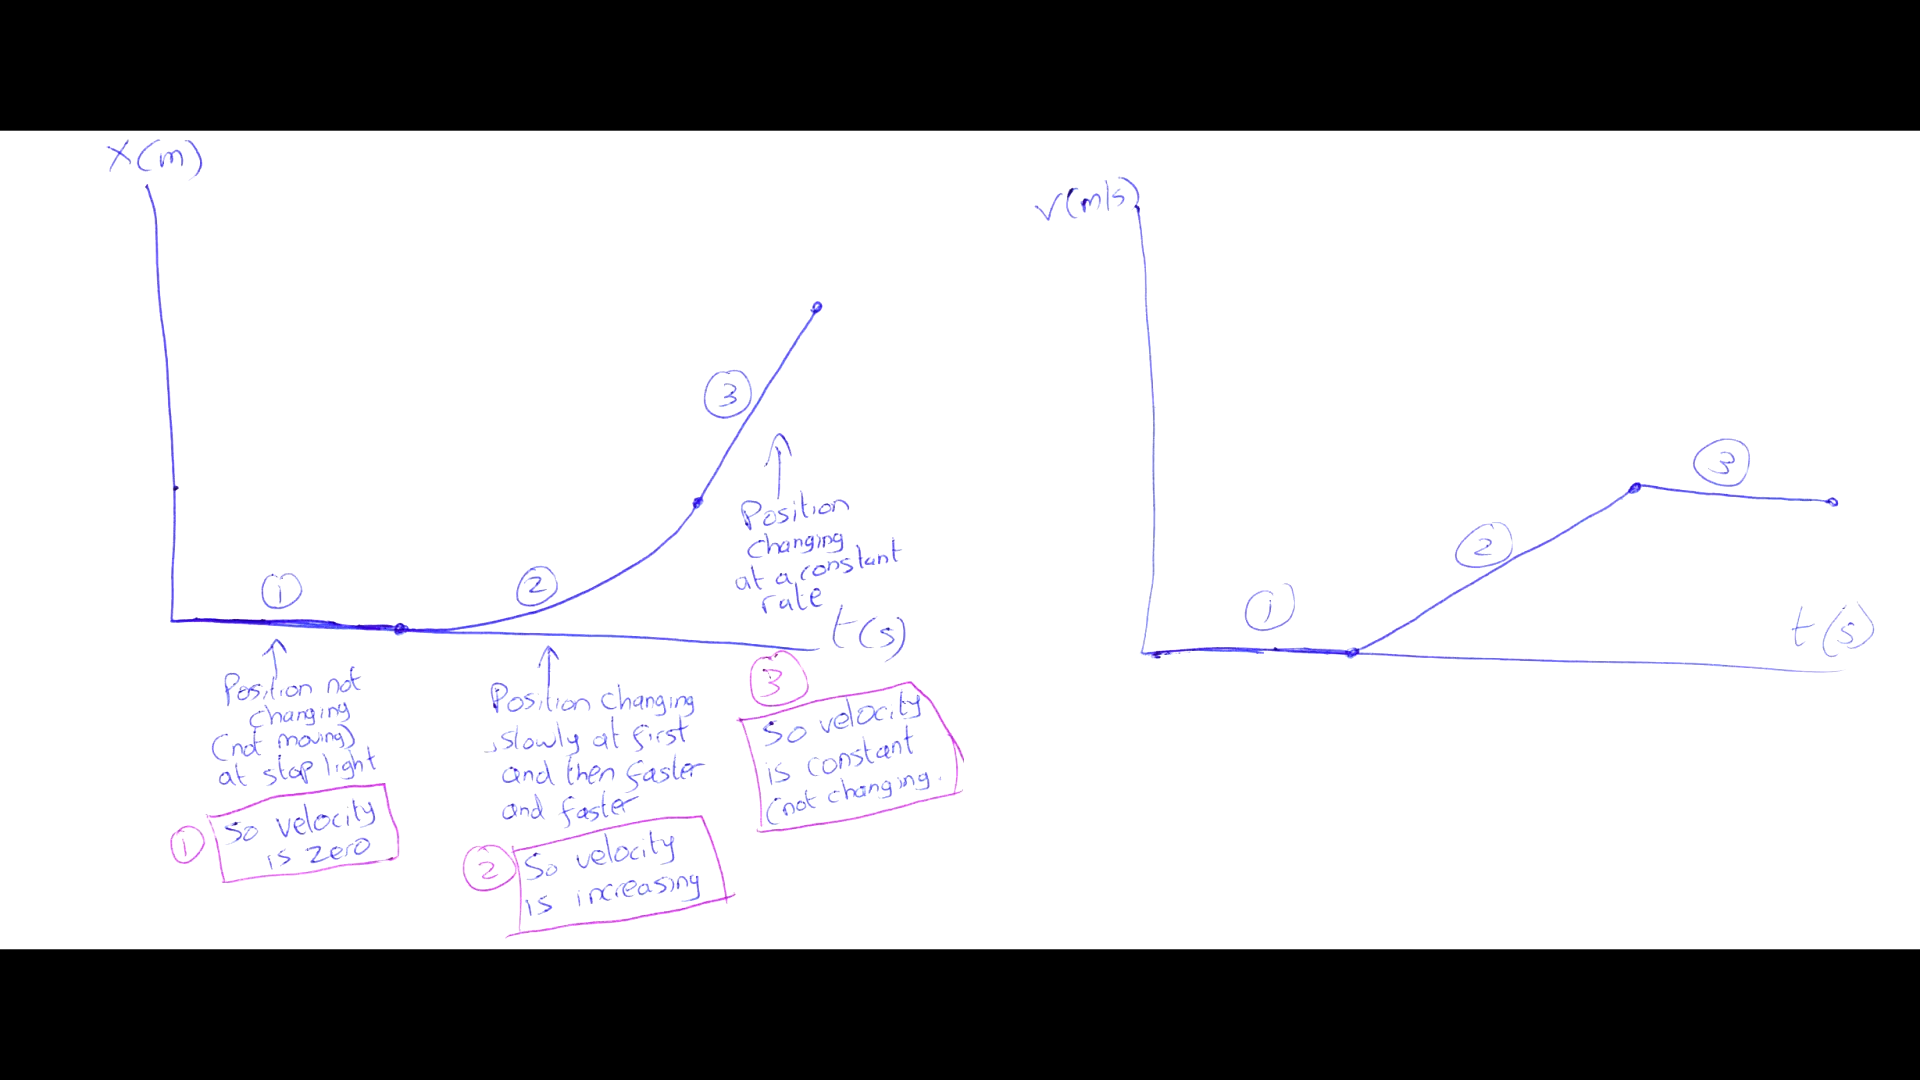 x(m)
1
2
3
Position
changing
at a constant
rate
t(s)
Position not
changing
(not moving)
at stop light
1
So velocity
is zero
Position changing
slowly at first
and then faster
and faster
2
So velocity
is increasing
3
So velocity
is constant
(not changing.
v(m/s)
1
2
3
t(s)